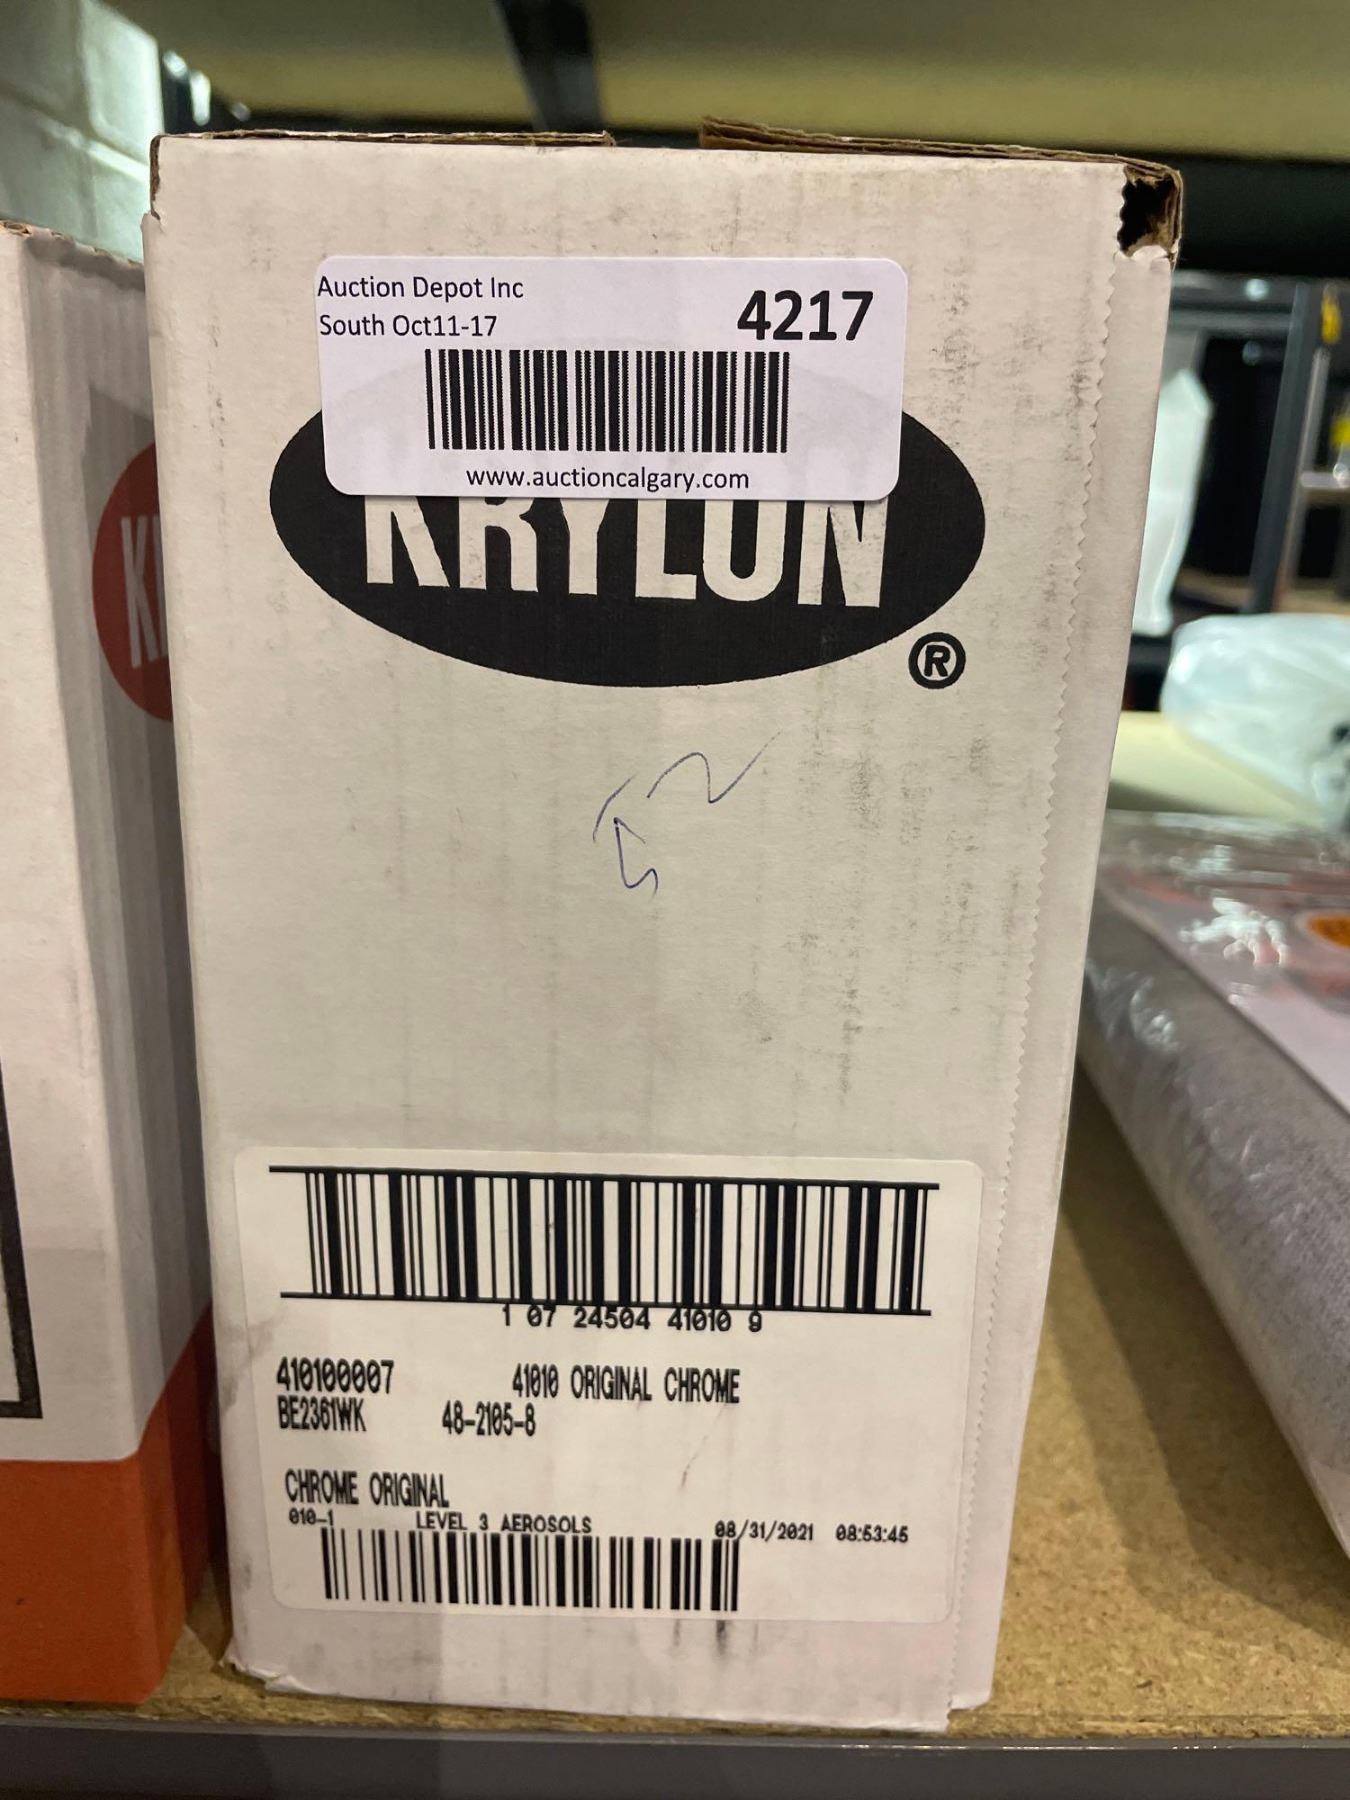 Auction Depot Inc
South Oct11-17
4217
www.auctioncalgary.com
KRYLON
®
KI
1 07 24504 41010 9
410100007 41010 ORIGINAL CHROME
BE2361WK 48-2105-8
CHROME ORIGINAL
010-1 LEVEL 3 AEROSOLS 08/31/2021 08:53:45